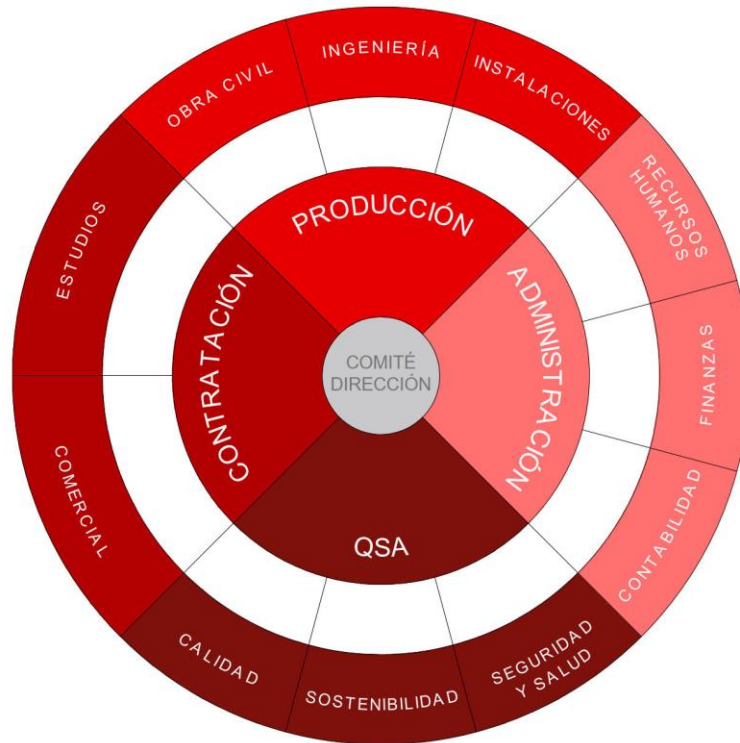 INGENIERÍA
OBRA CIVIL
INSTALACIONES
RECURSOS
HUMANOS
ESTUDIOS
PRODUCCIÓN
CONTRATACIÓN
ADMINISTRACIÓN
COMITÉ
DIRECCIÓN
FINANZAS
COMERCIAL
CONTABILIDAD
QSA
CALIDAD
SOSTENIBILIDAD
SEGURIDAD
Y SALUD